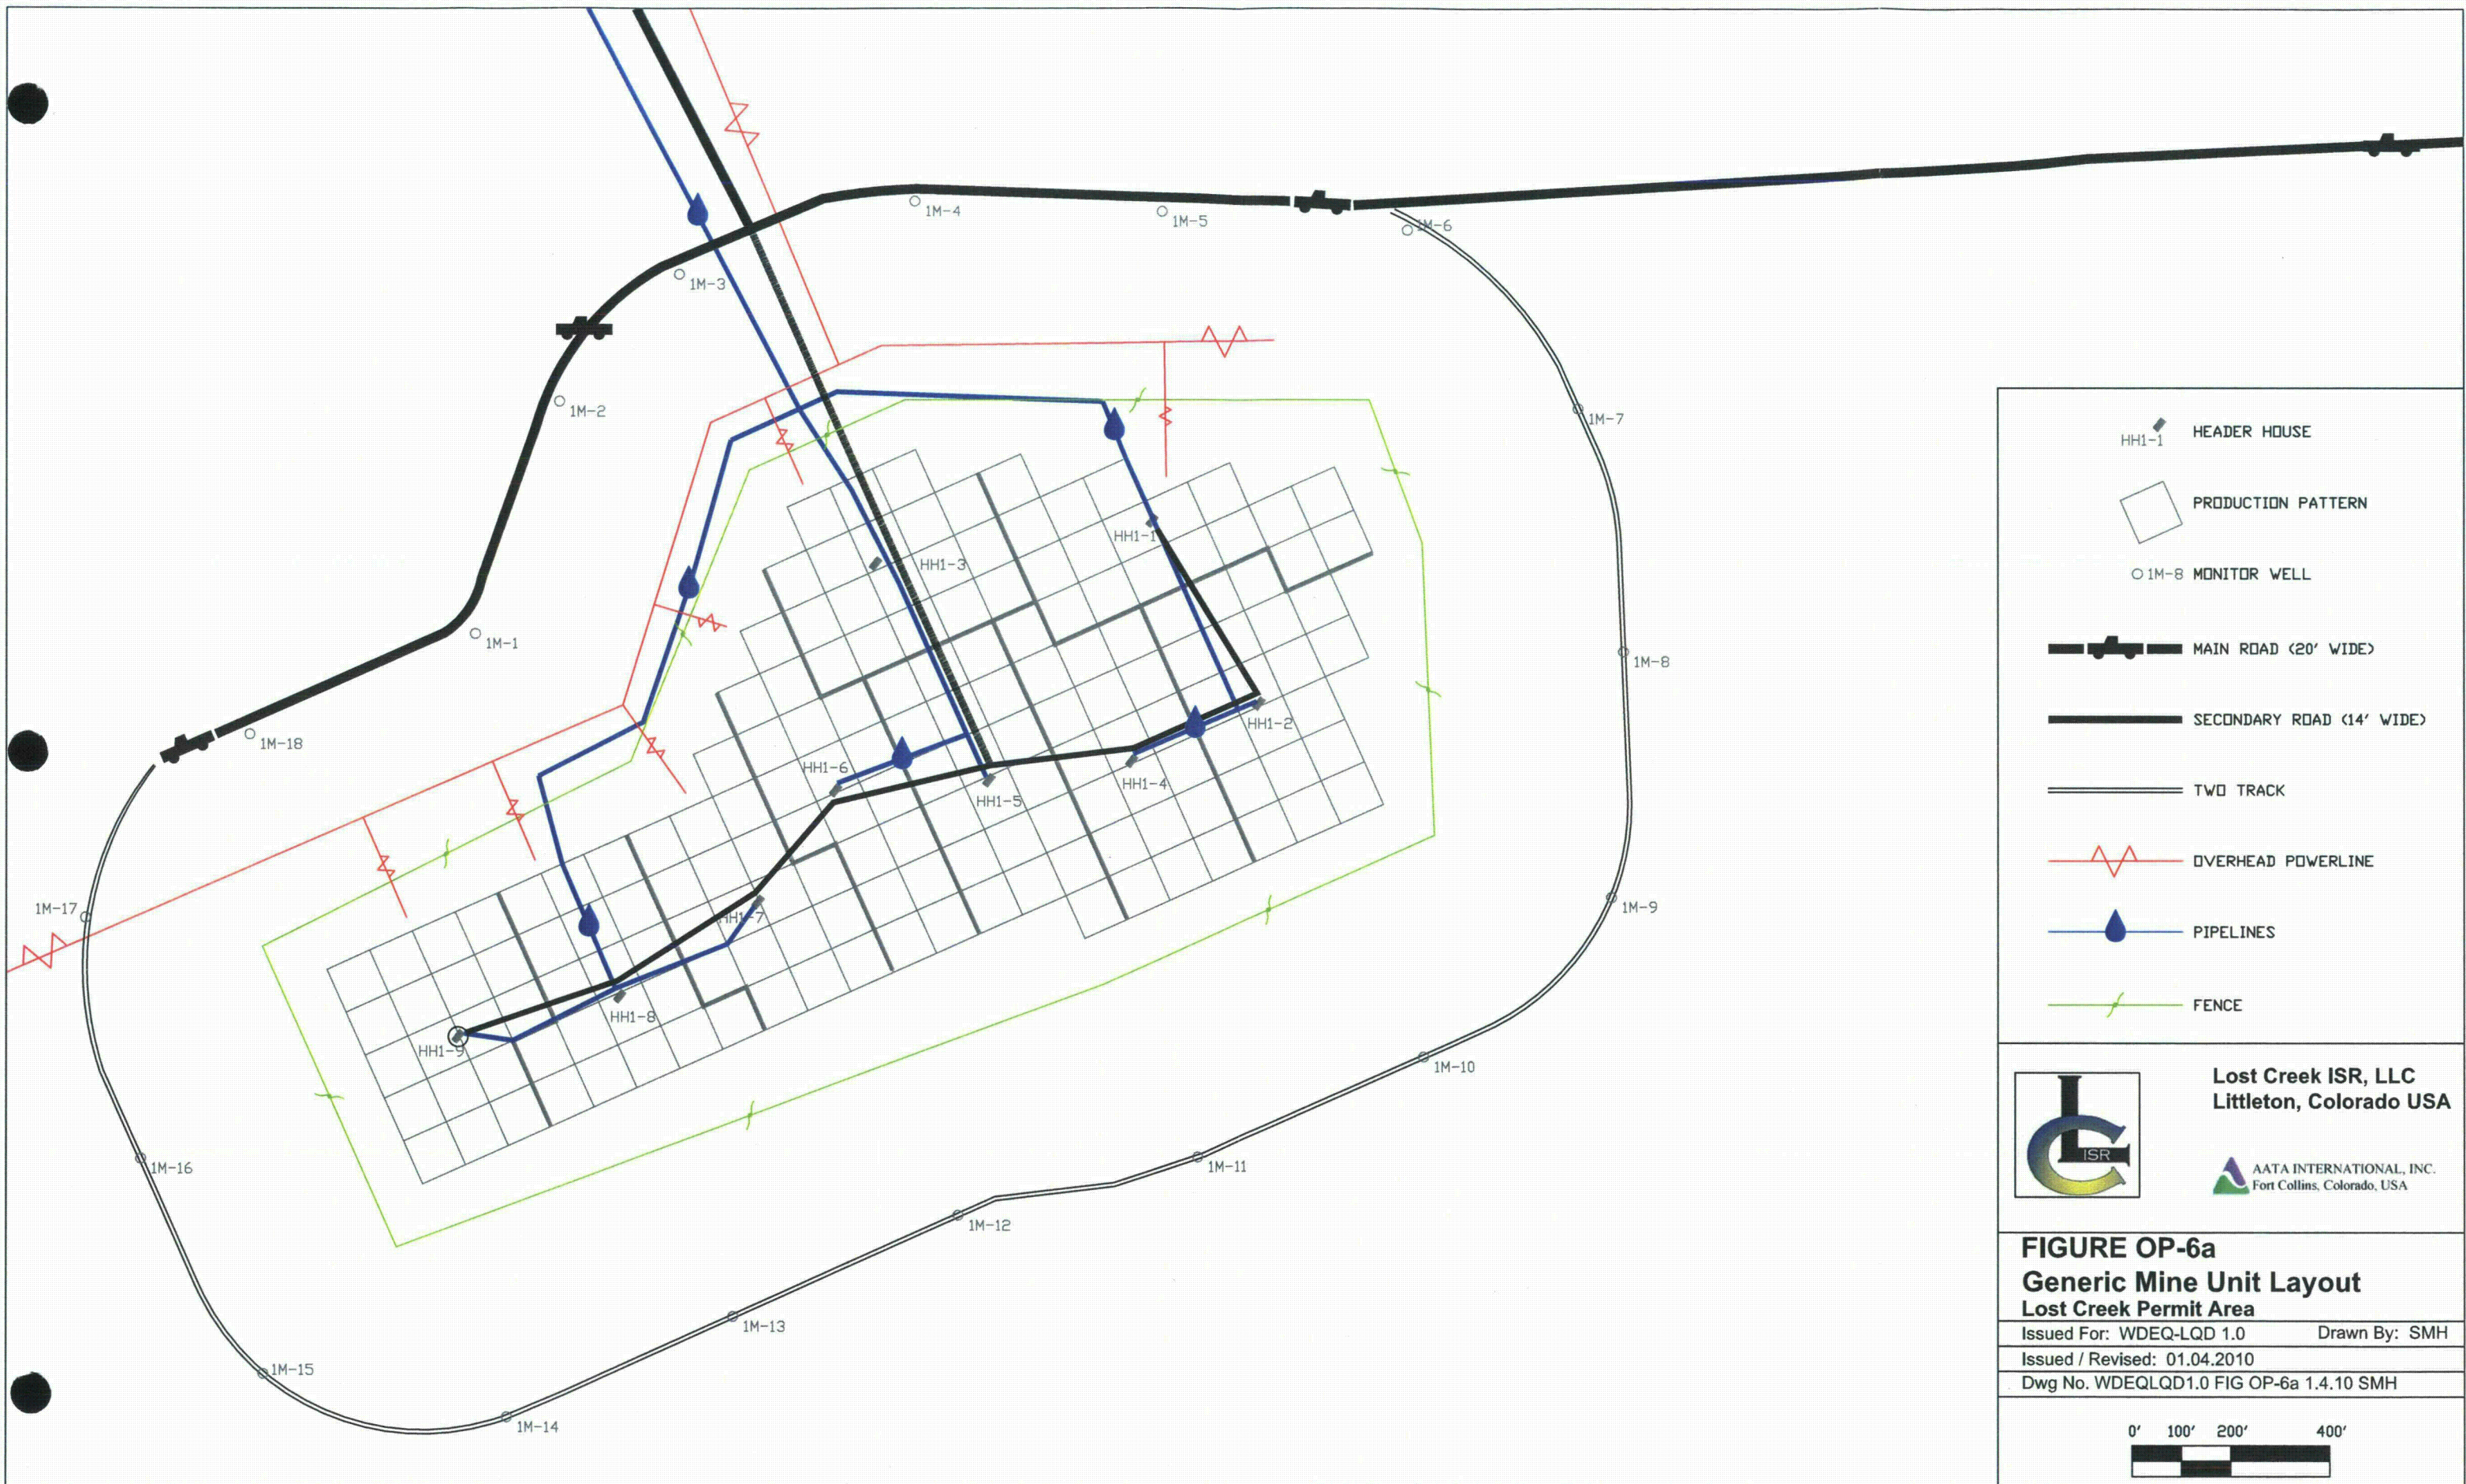 1M-4
1M-5
1M-6
1M-3
1M-2
1M-7
1M-1
1M-8
1M-18
1M-17
1M-9
1M-10
1M-16
1M-11
1M-12
1M-13
1M-15
1M-14
HH1-1
HH1-3
HH1-2
HH1-6
HH1-4
HH1-5
HH1-7
HH1-8
HH1-9
HH1-1 HEADER HOUSE
PRODUCTION PATTERN
1M-8 MONITOR WELL
MAIN ROAD (20' WIDE)
SECONDARY ROAD (14' WIDE)
TWO TRACK
OVERHEAD POWERLINE
PIPELINES
FENCE
LC ISR
Lost Creek ISR, LLC
Littleton, Colorado USA
AATA INTERNATIONAL, INC.
Fort Collins, Colorado, USA
FIGURE OP-6a
Generic Mine Unit Layout
Lost Creek Permit Area
Issued For: WDEQ-LQD 1.0 Drawn By: SMH
Issued / Revised: 01.04.2010
Dwg No. WDEQLQD1.0 FIG OP-6a 1.4.10 SMH
0' 100' 200' 400'